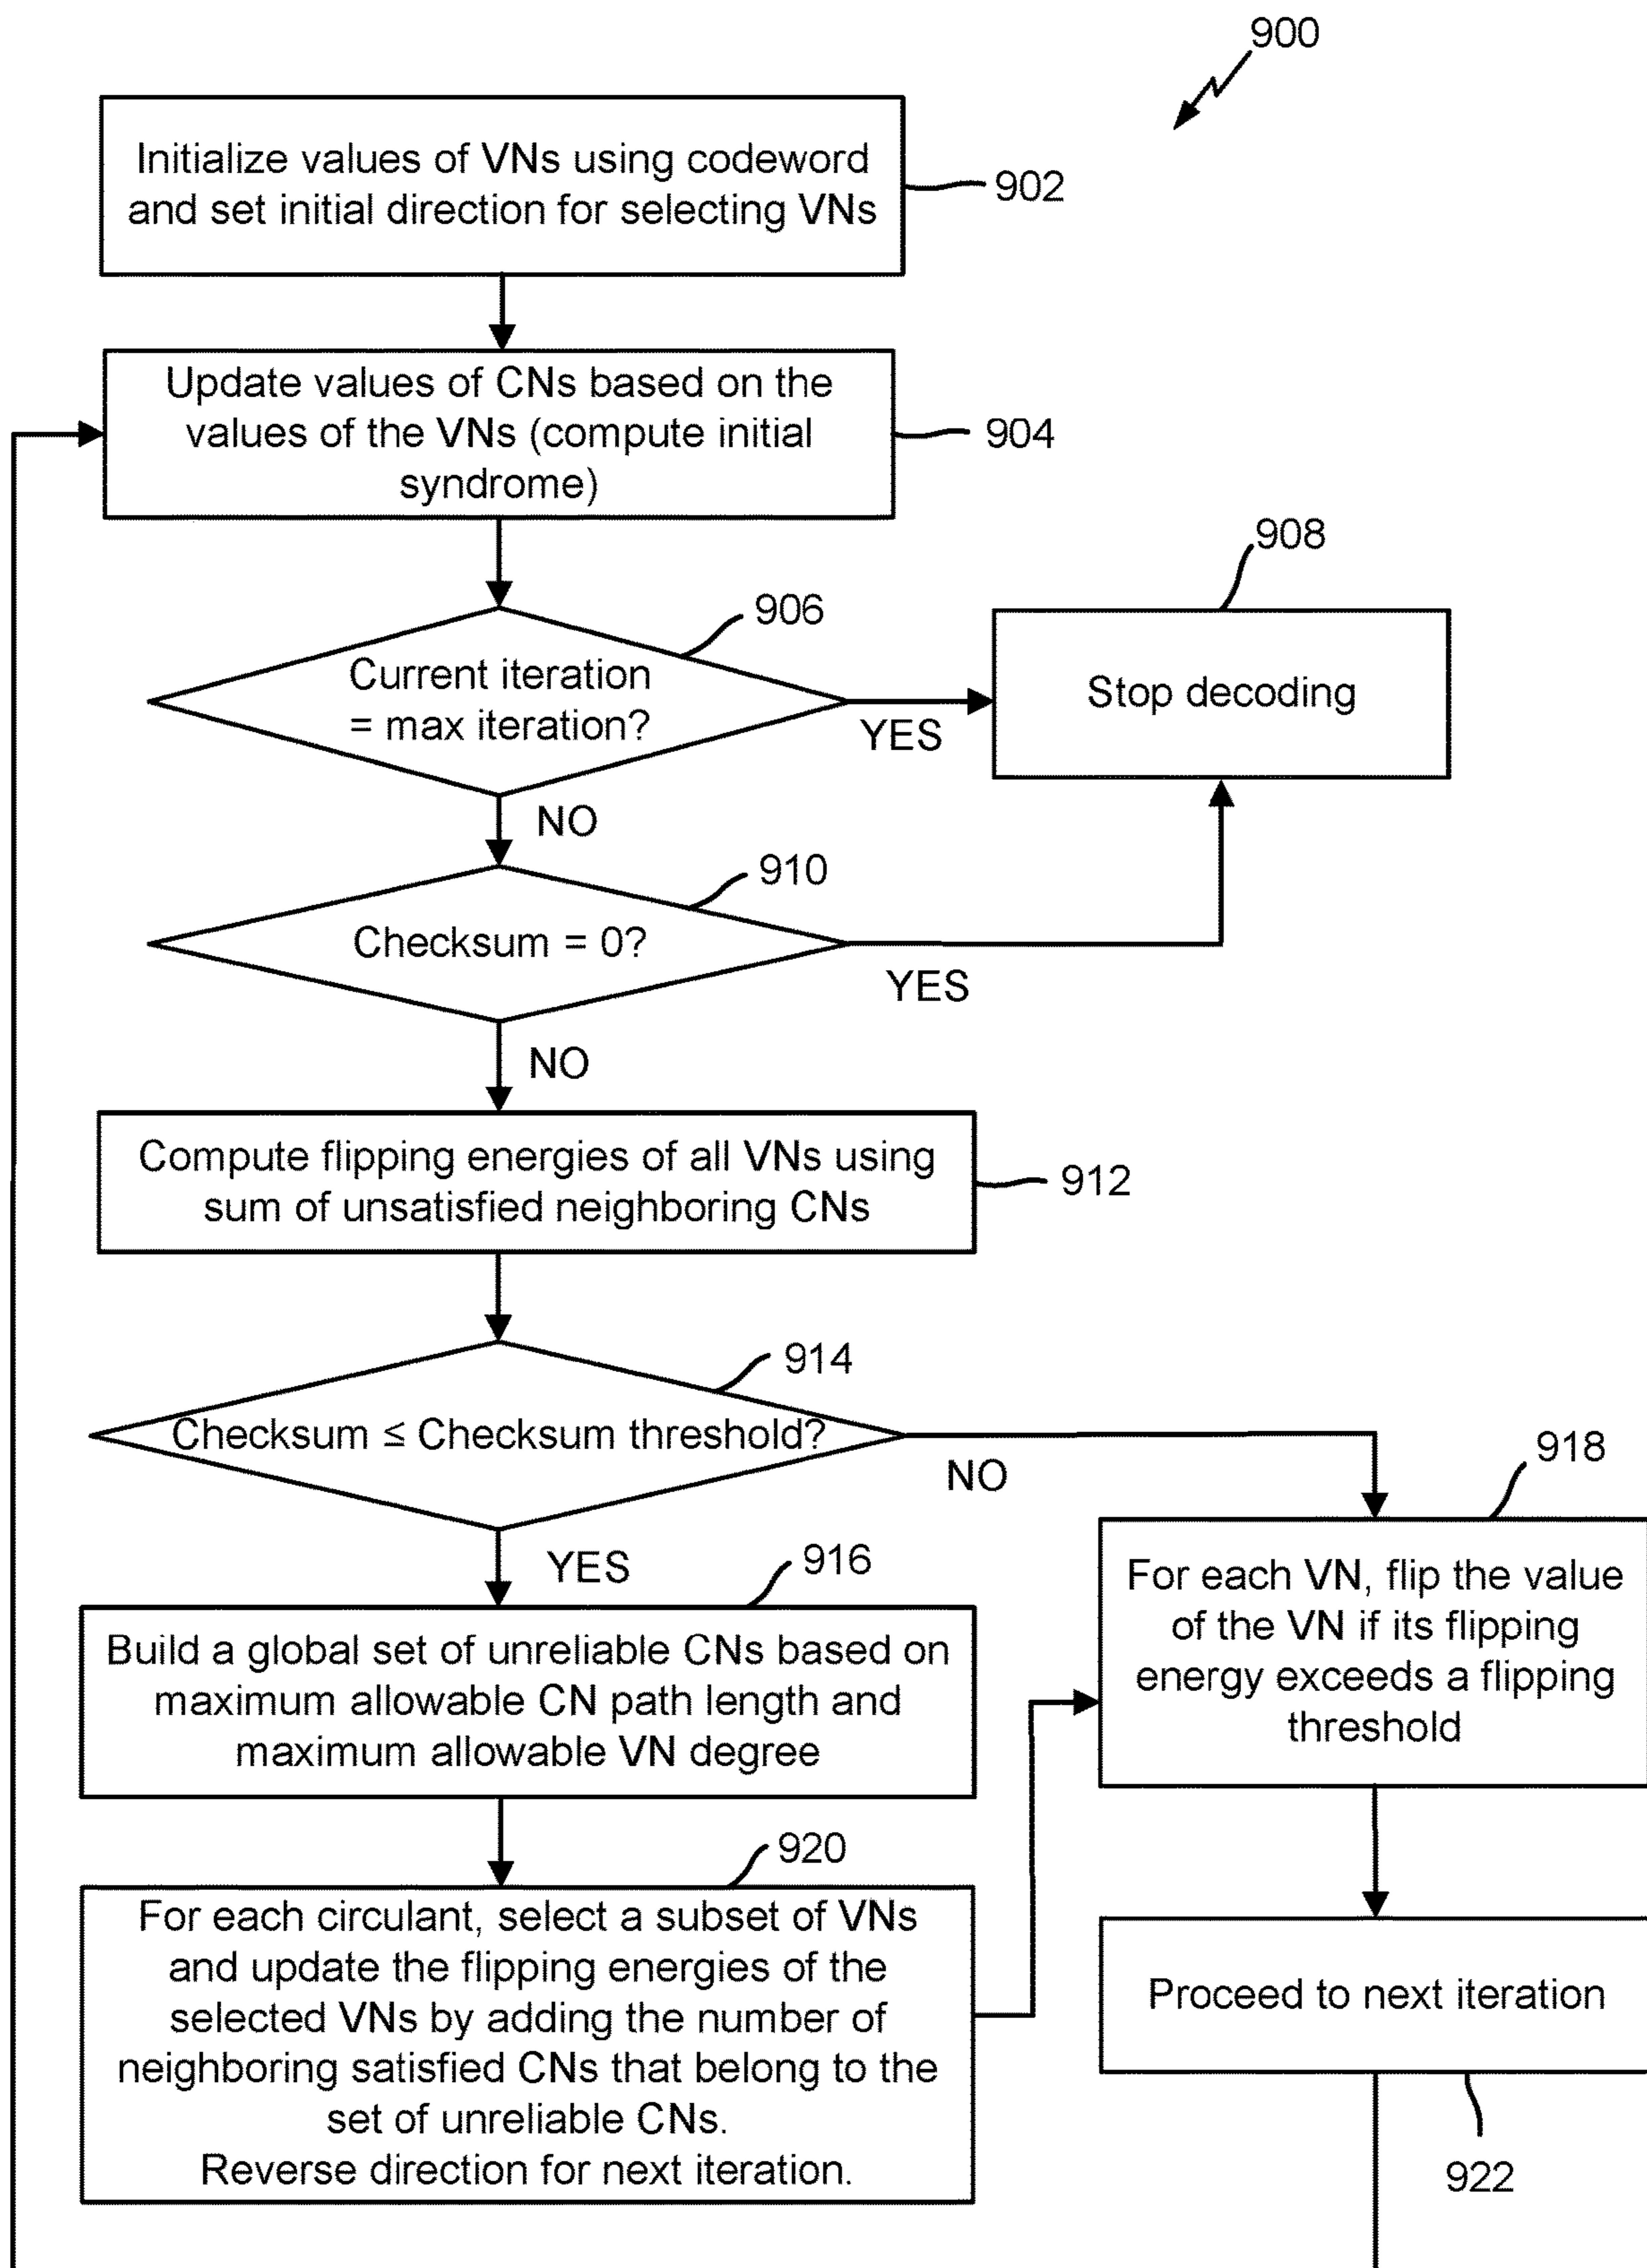 900
Initialize values of VNs using codeword
and set initial direction for selecting VNs
902
Update values of CNs based on the
values of the VNs (compute initial
syndrome)
904
906
Current iteration
= max iteration?
YES
908
Stop decoding
NO
910
Checksum = 0?
YES
NO
Compute flipping energies of all VNs using
sum of unsatisfied neighboring CNs
912
914
Checksum ≤ Checksum threshold?
NO
YES
916
Build a global set of unreliable CNs based on
maximum allowable CN path length and
maximum allowable VN degree
918
For each VN, flip the value
of the VN if its flipping
energy exceeds a flipping
threshold
920
For each circulant, select a subset of VNs
and update the flipping energies of the
selected VNs by adding the number of
neighboring satisfied CNs that belong to the
set of unreliable CNs.
Reverse direction for next iteration.
Proceed to next iteration
922